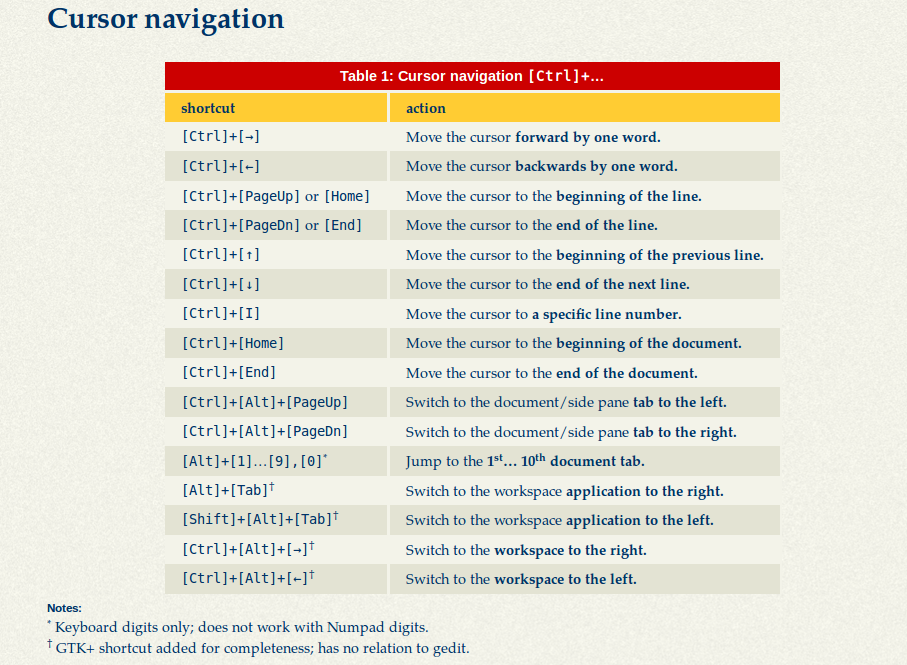 Cursor navigation
Table 1: Cursor navigation [Ctrl]+…
shortcut action
[Ctrl]+[→] Move the cursor forward by one word.
[Ctrl]+[←] Move the cursor backwards by one word.
[Ctrl]+[PageUp] or [Home] Move the cursor to the beginning of the line.
[Ctrl]+[PageDn] or [End] Move the cursor to the end of the line.
[Ctrl]+[↑] Move the cursor to the beginning of the previous line.
[Ctrl]+[↓] Move the cursor to the end of the next line.
[Ctrl]+[I] Move the cursor to a specific line number.
[Ctrl]+[Home] Move the cursor to the beginning of the document.
[Ctrl]+[End] Move the cursor to the end of the document.
[Ctrl]+[Alt]+[PageUp] Switch to the document/side pane tab to the left.
[Ctrl]+[Alt]+[PageDn] Switch to the document/side pane tab to the right.
[Alt]+[1]…[9],[0]* Jump to the 1st… 10th document tab.
[Alt]+[Tab]† Switch to the workspace application to the right.
[Shift]+[Alt]+[Tab]† Switch to the workspace application to the left.
[Ctrl]+[Alt]+[→]† Switch to the workspace to the right.
[Ctrl]+[Alt]+[←]† Switch to the workspace to the left.
Notes:
* Keyboard digits only; does not work with Numpad digits.
† GTK+ shortcut added for completeness; has no relation to gedit.